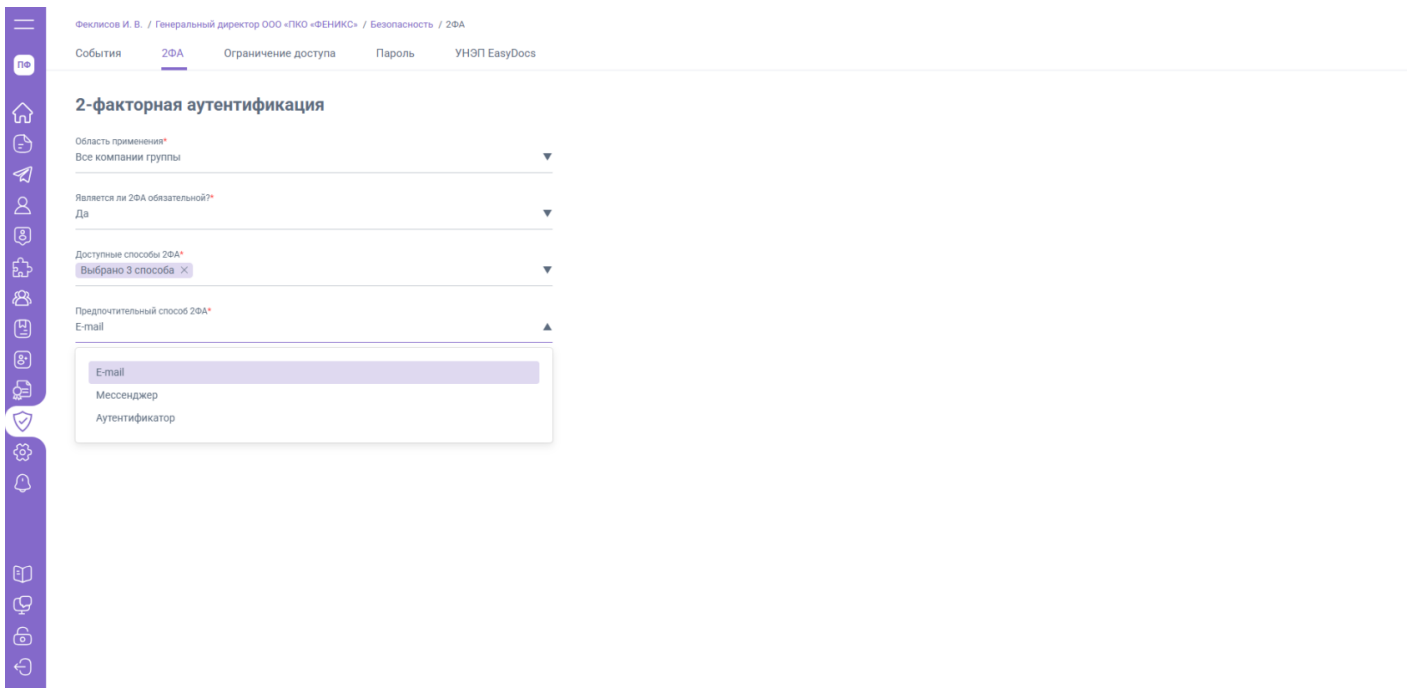 Феклисов И. В. / Генеральный директор ООО «ПКО «ФЕНИКС» / Безопасность / 2ФА
События 2ФА Ограничение доступа Пароль УНЭП EasyDocs
ПФ
2-факторная аутентификация
Область применения*
Все компании группы
Является ли 2ФА обязательной?*
Да
Доступные способы 2ФА*
Выбрано 3 способа
Предпочтительный способ 2ФА*
E-mail
E-mail
Мессенджер
Аутентификатор